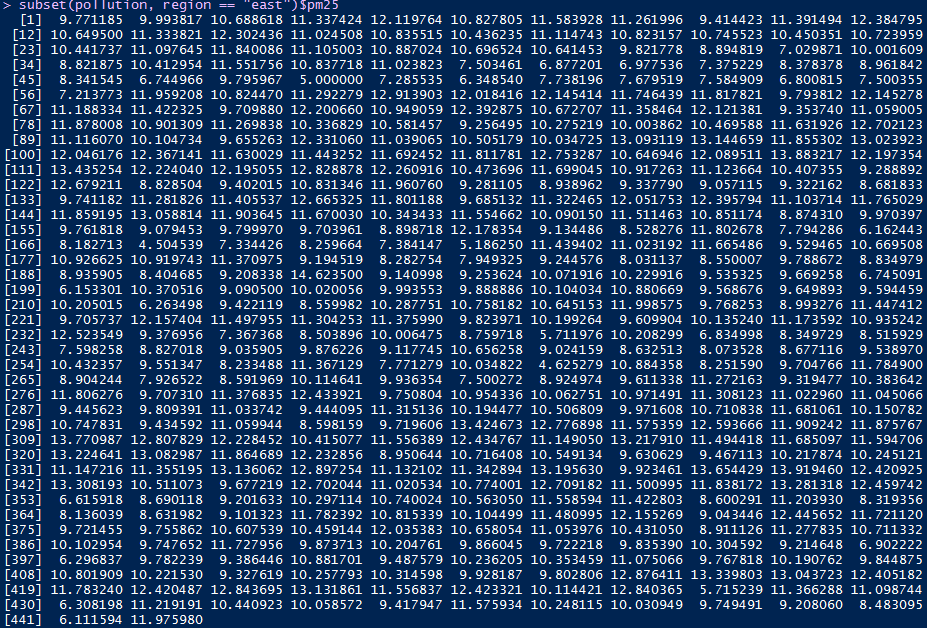 > subset(pollution, region == "east")$pm25
[1] 9.771185 9.993817 10.688618 11.337424 12.119764 10.827805 11.583928 11.261996 9.414423 11.391494 12.384795
[12] 10.649500 11.333821 12.302436 11.024508 10.835515 10.436235 11.114743 10.823157 10.745523 10.450351 10.723959
[23] 10.441737 11.097645 11.840086 11.105003 10.887024 10.696524 10.641453 9.821778 8.894819 7.029871 10.001609
[34] 8.821875 10.412954 11.551756 10.837718 11.023823 7.503461 6.877201 6.977536 7.375229 8.378378 8.961842
[45] 8.341545 6.744966 9.795967 5.000000 7.285535 6.348540 7.738196 7.679519 7.584909 6.800815 7.500355
[56] 7.213773 11.959208 10.824470 11.292279 12.913903 12.018416 12.145414 11.746439 11.817821 9.793812 12.145278
[67] 11.188334 11.422325 9.709880 12.200660 10.949059 12.392875 10.672707 11.358464 12.121381 9.353740 11.059005
[78] 11.878008 10.901309 11.269838 10.336829 10.581457 9.256495 10.275219 10.003862 10.469588 11.631926 12.702123
[89] 11.116070 10.104734 9.655263 12.331060 11.039065 10.505179 10.034725 13.093119 13.144659 11.855302 13.023923
[100] 12.046176 12.367141 11.630029 11.443252 11.692452 11.811781 12.753287 10.646946 12.089511 13.883217 12.197354
[111] 13.435254 12.224040 12.195055 12.828878 12.260916 10.473696 11.699045 10.917263 11.123664 10.407355 9.288892
[122] 12.679211 8.828504 9.402015 10.831346 11.960760 9.281105 8.938962 9.337790 9.057115 9.322162 8.681833
[133] 9.741182 11.281826 11.405537 12.665325 11.801188 9.685132 11.322465 12.051753 12.395794 11.103714 11.765029
[144] 11.859195 13.058814 11.903645 11.670030 10.343433 11.554662 10.090150 11.511463 10.851174 8.874310 9.970397
[155] 9.761818 9.079453 9.799970 9.703961 8.898718 12.178354 9.134486 8.528276 11.802678 7.794286 6.162443
[166] 8.182713 4.504539 7.334426 8.259664 7.384147 5.186250 11.439402 11.023192 11.665486 9.529465 10.669508
[177] 10.926625 10.919743 11.370975 9.194519 8.282754 7.949325 9.244576 8.031137 8.550007 9.788672 8.834979
[188] 8.935905 8.404685 9.208338 14.623500 9.140998 9.253624 10.071916 10.229916 9.535325 9.669258 6.745091
[199] 6.153301 10.370516 9.090500 10.020056 9.993553 9.888886 10.104034 10.880669 9.568676 9.649893 9.594459
[210] 10.205015 6.263498 9.422119 8.559982 10.287751 10.758182 10.645153 11.998575 9.768253 8.993276 11.447412
[221] 9.705737 12.157404 11.497955 11.304253 11.375990 9.823971 10.199264 9.609904 10.135240 11.173592 10.935242
[232] 12.523549 9.376956 7.367368 8.503896 10.006475 8.759718 5.711976 10.208299 6.834998 8.349729 8.515929
[243] 7.598258 8.827018 9.035905 9.876226 9.117745 10.656258 9.024159 8.632513 8.073528 8.677116 9.538970
[254] 10.432357 9.551347 8.233488 11.367129 7.771279 10.034822 4.625279 10.884358 8.251590 9.704766 11.784900
[265] 8.904244 7.926522 8.591969 10.114641 9.936354 7.500272 8.924974 9.611338 11.272163 9.319477 10.383642
[276] 11.806276 9.707310 11.376835 12.433921 9.750804 10.954336 10.062751 10.971491 11.308123 11.022960 11.045066
[287] 9.445623 9.809391 11.033742 9.444095 11.315136 10.194477 10.506809 9.971608 10.710838 11.681061 10.150782
[298] 10.747831 9.434592 11.059944 8.598159 9.719606 13.424673 12.776898 11.575359 12.593666 11.909242 11.875767
[309] 13.770987 12.807829 12.228452 10.415077 11.556389 12.434767 11.149050 13.217910 11.494418 11.685097 11.594706
[320] 13.224641 13.082987 11.864689 12.232856 8.950644 10.716408 10.549134 9.630629 9.467113 10.217874 10.245121
[331] 11.147216 11.355195 13.136062 12.897254 11.132102 11.342894 13.195630 9.923461 13.654429 13.919460 12.420925
[342] 13.308193 10.511073 9.677219 12.702044 11.020534 10.774001 12.709182 11.500995 11.838172 13.281318 12.459742
[353] 6.615918 8.690118 9.201633 10.297114 10.740024 10.563050 11.558594 11.422803 8.600291 11.203930 8.319356
[364] 8.136039 8.631982 9.101323 11.782392 10.815339 10.104499 11.480995 12.155269 9.043446 12.445652 11.721120
[375] 9.721455 9.755862 10.607539 10.459144 12.035383 10.658054 11.053976 10.431050 8.911126 11.277835 10.711332
[386] 10.102954 9.747652 11.727956 9.873713 10.204761 9.866045 9.722218 9.835390 10.304592 9.214648 6.902222
[397] 6.296837 9.782239 9.386446 10.881701 9.487579 10.236205 10.353459 11.075066 9.767818 10.190762 9.844875
[408] 10.801909 10.221530 9.327619 10.257793 10.314598 9.928187 9.802806 12.876411 13.339803 13.043723 12.405182
[419] 11.783240 12.420487 12.843695 13.131861 11.556837 12.423321 10.114421 12.840365 5.715239 11.366288 11.098744
[430] 6.308198 11.219191 10.440923 10.058572 9.417947 11.575934 10.248115 10.030949 9.749491 9.208060 8.483095
[441] 6.111594 11.975980